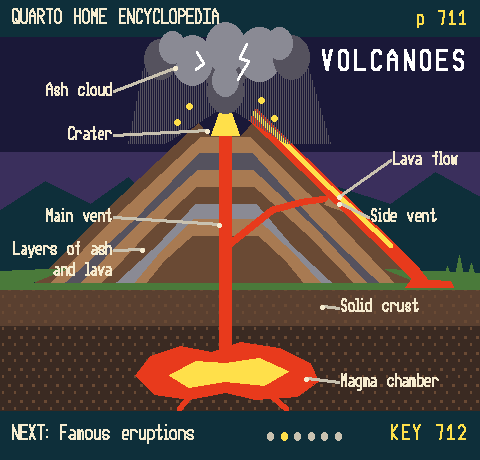 QUARTO HOME ENCYCLOPEDIA
p 711
VOLCANOES
Ash cloud
Crater
Lava flow
Main vent
Side vent
Layers of ash
and lava
Solid crust
Magma chamber
NEXT: Famous eruptions
KEY 712